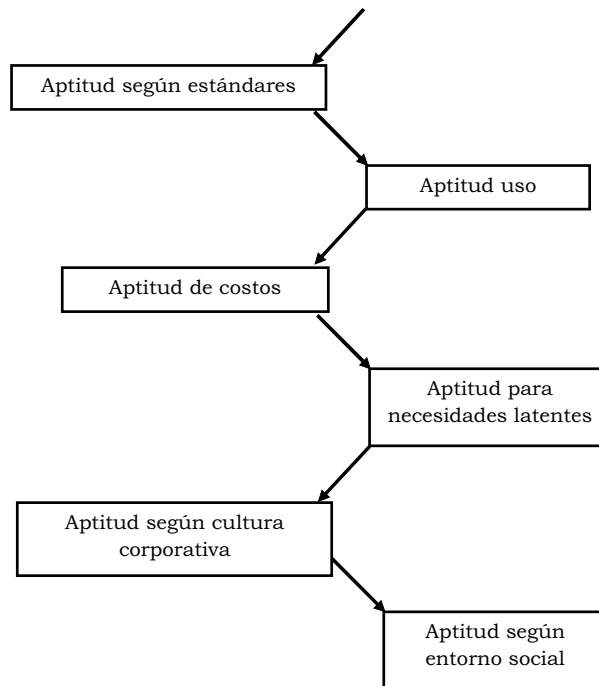 Aptitud según estándares
Aptitud uso
Aptitud de costos
Aptitud para
necesidades latentes
Aptitud según cultura
corporativa
Aptitud según
entorno social